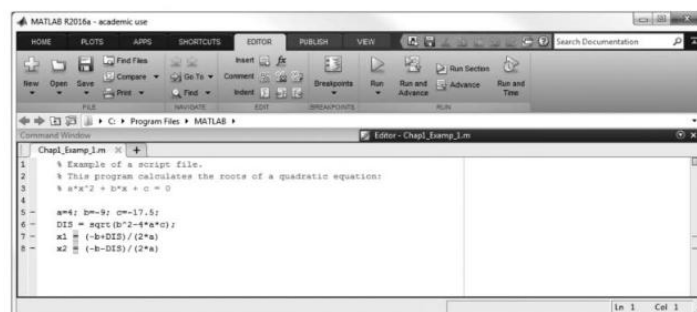 MATLAB R2016a - academic use
HOME PLOTS APPS SHORTCUTS EDITOR PUBLISH VIEW Search Documentation
New Open Save Find Files Compare Print Go To Find Insert fx Comment Indent Breakpoints Run Run and Advance Run Section Advance Run and Time
FILE NAVIGATE EDIT BREAKPOINTS RUN
C: Program Files MATLAB
Command Window Editor - Chap1_Examp_1.m
Chap1_Examp_1.m
1 % Example of a script file.
2 % This program calculates the roots of a quadratic equation:
3 % a*x^2 + b*x + c = 0
4
5 - a=4; b=-9; c=-17.5;
6 - DIS = sqrt(b^2-4*a*c);
7 - x1 = (-b+DIS)/(2*a)
8 - x2 = (-b-DIS)/(2*a)
Ln 1 Col 1